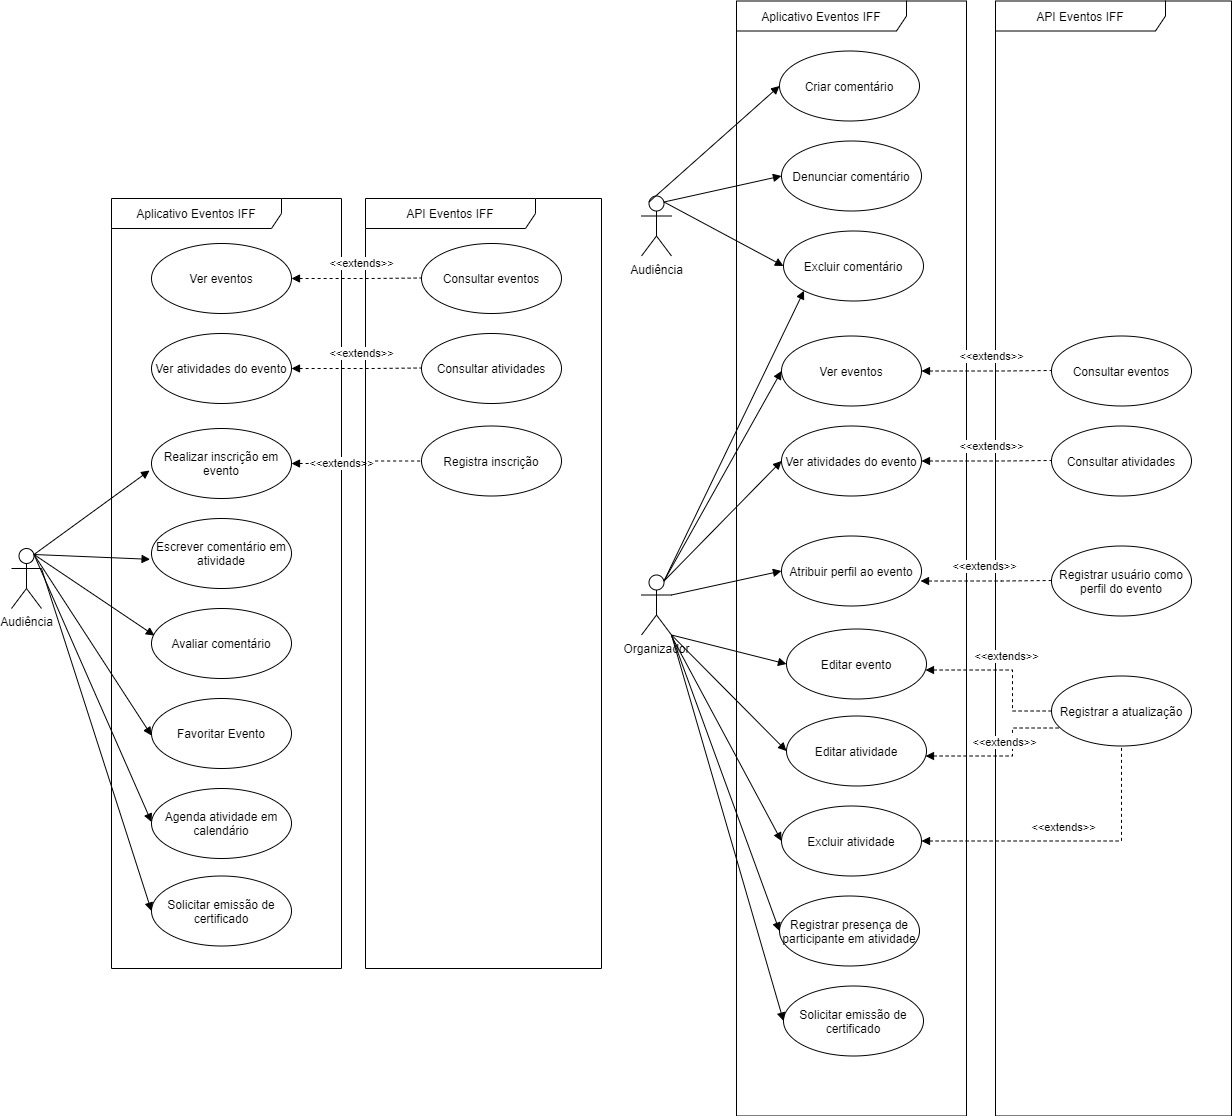 Aplicativo Eventos IFF
API Eventos IFF
Ver eventos
<<extends>>
Consultar eventos
Ver atividades do evento
<<extends>>
Consultar atividades
Realizar inscrição em
evento
<<extends>>
Registra inscrição
Escrever comentário em
atividade
Audiência
Avaliar comentário
Favoritar Evento
Agenda atividade em
calendário
Solicitar emissão de
certificado
Aplicativo Eventos IFF
API Eventos IFF
Criar comentário
Denunciar comentário
Audiência
Excluir comentário
Ver eventos
<<extends>>
Consultar eventos
Ver atividades do evento
<<extends>>
Consultar atividades
Atribuir perfil ao evento
<<extends>>
Registrar usuário como
perfil do evento
Organizador
Editar evento
<<extends>>
Registrar a atualização
Editar atividade
<<extends>>
Excluir atividade
<<extends>>
Registrar presença de
participante em atividade
Solicitar emissão de
certificado